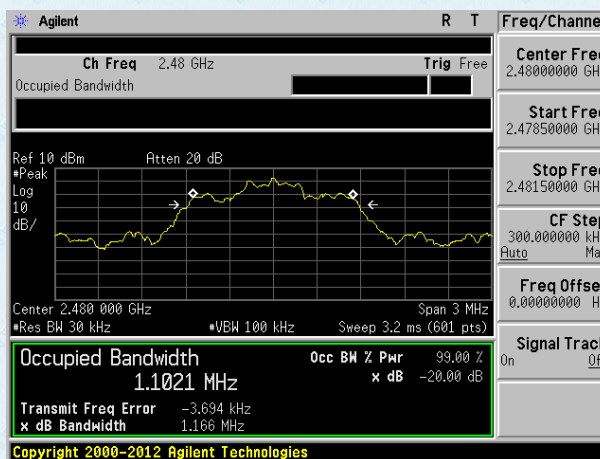 Agilent R T Freq/Channe
Ch Freq 2.48 GHz Trig Free
Occupied Bandwidth
Center Fre
2.48000000 GH
Start Fre
2.47850000 GH
Stop Fre
2.48150000 GH
CF Ste
300.000000 kH
Auto Ma
Freq Offse
0.00000000 H
Signal Trac
On Of
Ref 10 dBm Atten 20 dB
#Peak
Log
10
dB/
Center 2.480 000 GHz Span 3 MHz
#Res BW 30 kHz #VBW 100 kHz Sweep 3.2 ms (601 pts)
Occupied Bandwidth Occ BW % Pwr 99.00 %
1.1021 MHz x dB -20.00 dB
Transmit Freq Error -3.694 kHz
x dB Bandwidth 1.166 MHz
Copyright 2000-2012 Agilent Technologies